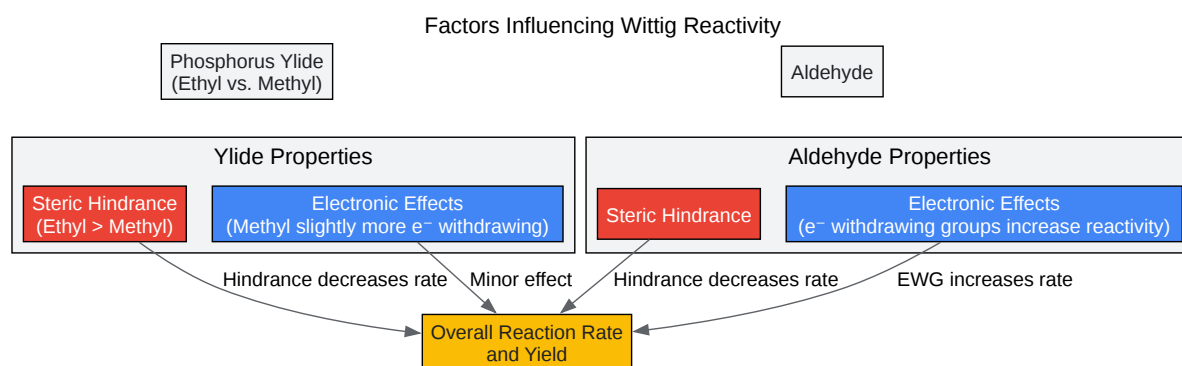 Factors Influencing Wittig Reactivity
Phosphorus Ylide
(Ethyl vs. Methyl)
Aldehyde
Ylide Properties
Aldehyde Properties
Steric Hindrance
(Ethyl > Methyl)
Electronic Effects
(Methyl slightly more e⁻ withdrawing)
Steric Hindrance
Electronic Effects
(e⁻ withdrawing groups increase reactivity)
Hindrance decreases rate
Minor effect
Hindrance decreases rate
EWG increases rate
Overall Reaction Rate
and Yield